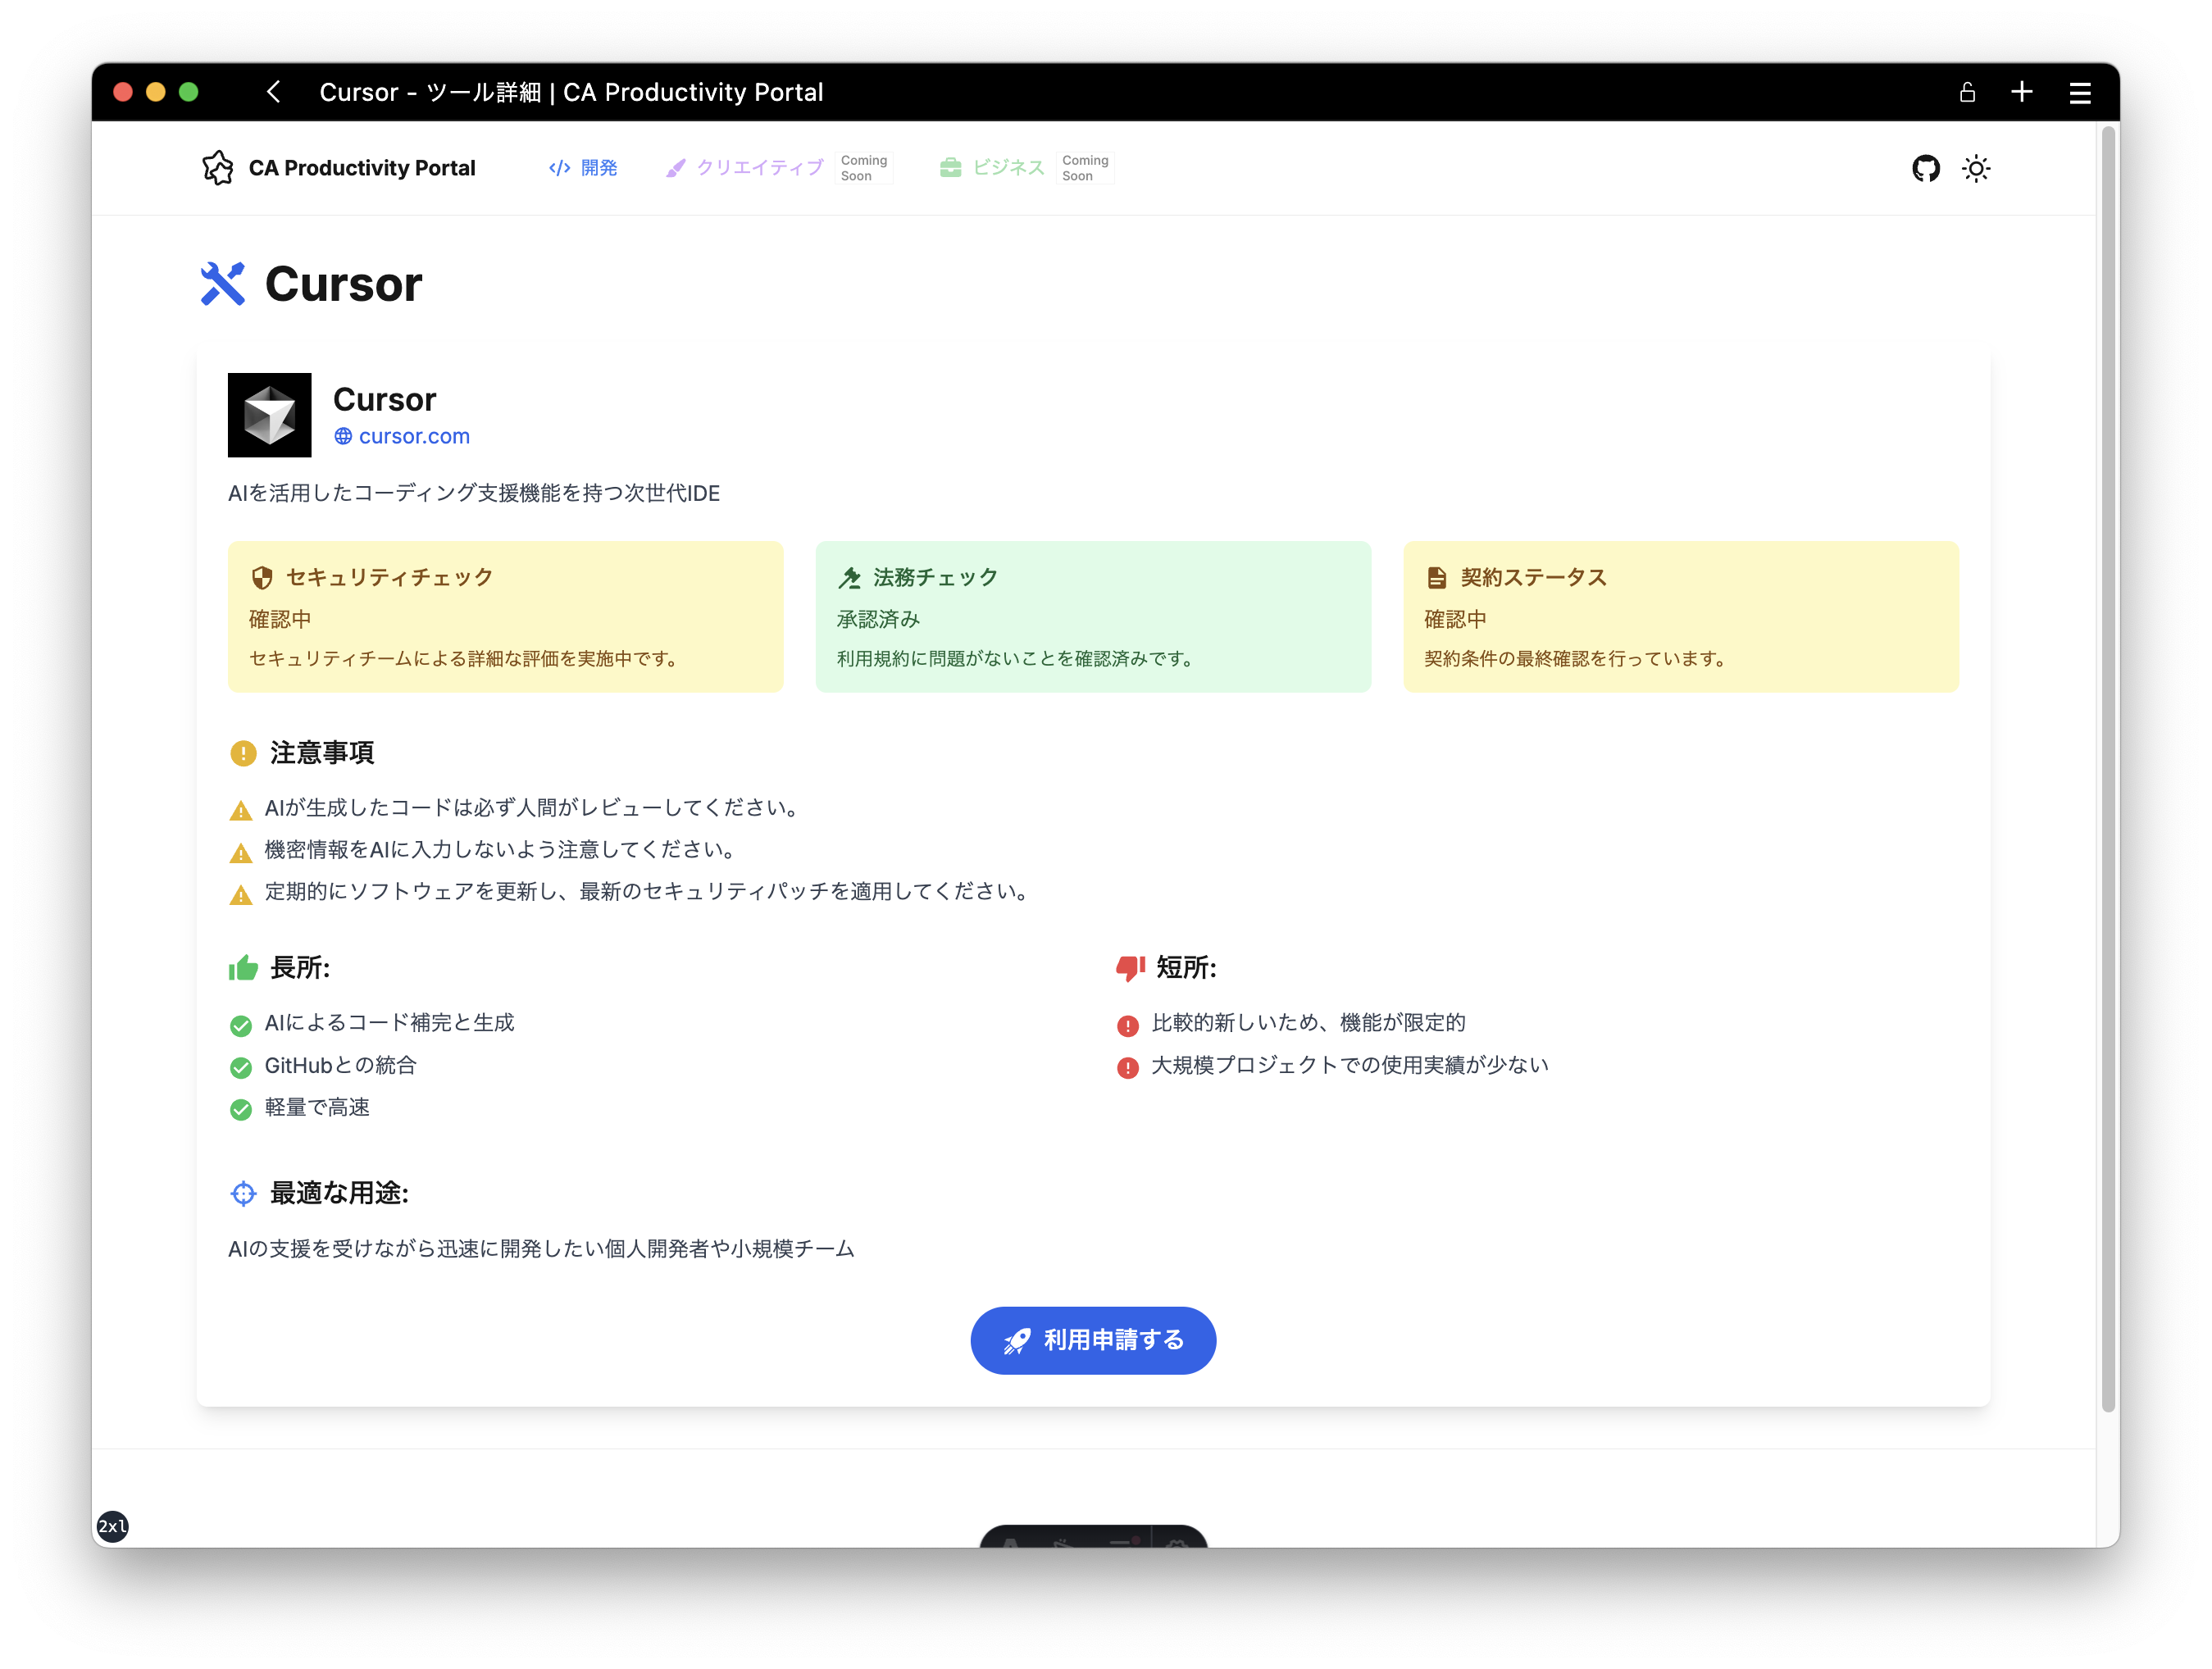 Cursor - ツール詳細 | CA Productivity Portal
CA Productivity Portal
開発
クリエイティブ
Coming
Soon
ビジネス
Coming
Soon
Cursor
Cursor
cursor.com
AIを活用したコーディング支援機能を持つ次世代IDE
セキュリティチェック
確認中
セキュリティチームによる詳細な評価を実施中です。
法務チェック
承認済み
利用規約に問題がないことを確認済みです。
契約ステータス
確認中
契約条件の最終確認を行っています。
注意事項
AIが生成したコードは必ず人間がレビューしてください。
機密情報をAIに入力しないよう注意してください。
定期的にソフトウェアを更新し、最新のセキュリティパッチを適用してください。
長所:
AIによるコード補完と生成
GitHubとの統合
軽量で高速
短所:
比較的新しいため、機能が限定的
大規模プロジェクトでの使用実績が少ない
最適な用途:
AIの支援を受けながら迅速に開発したい個人開発者や小規模チーム
利用申請する
2xl